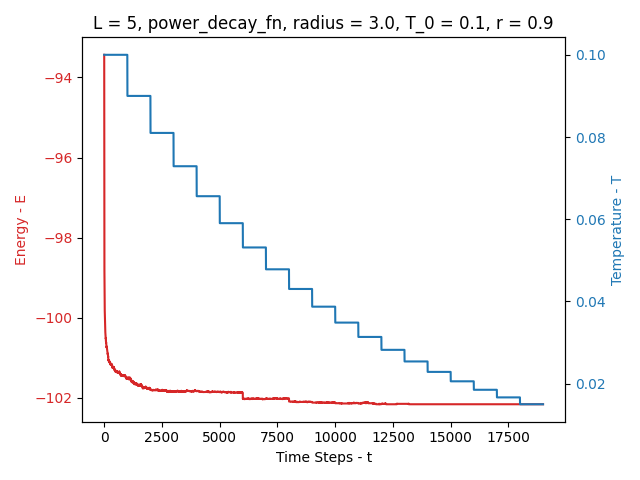 L = 5, power_decay_fn, radius = 3.0, T_0 = 0.1, r = 0.9
−94
−96
−98
−100
−102
Energy - E
0.10
0.08
0.06
0.04
0.02
Temperature - T
0 2500 5000 7500 10000 12500 15000 17500
Time Steps - t